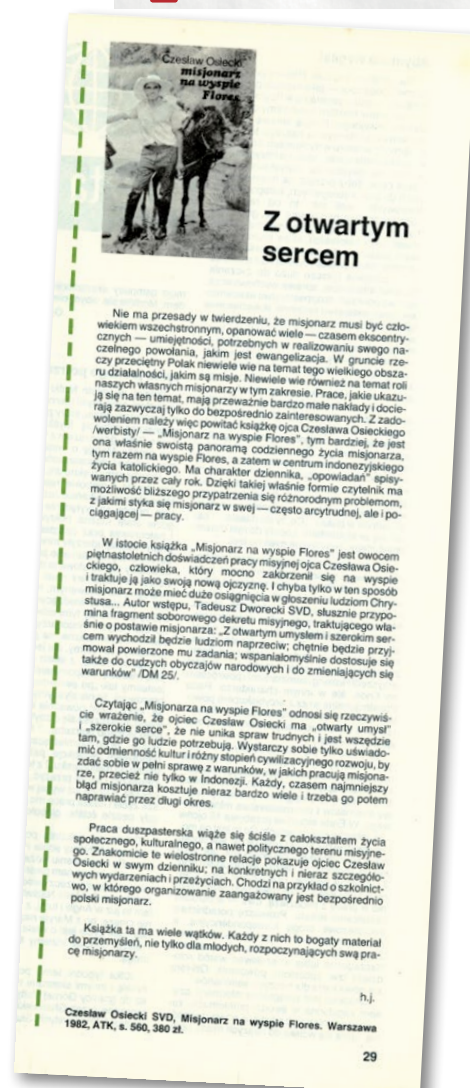 Czesław Osiecki
misjonarz
na wyspie
Flores
Z otwartym
sercem
Nie ma przesady w twierdzeniu, że misjonarz musi być czło-
wiekiem wszechstronnym, opanować wiele — czasem ekscentry-
cznych — umiejętności, potrzebnych w realizowaniu swego na-
czelnego powołania, jakim jest ewangelizacja. W gruncie rze-
czy przeciętny Polak niewiele wie na temat tego wielkiego obsza-
ru działalności, jakim są misje. Niewiele wie również na temat roli
naszych własnych misjonarzy w tym zakresie. Prace, jakie ukazu-
ją się na ten temat, mają przeważnie bardzo małe nakłady i docie-
rają zazwyczaj tylko do bezpośrednio zainteresowanych. Z zado-
woleniem należy więc powitać książkę ojca Czesława Osieckiego
/werbisty/ — „Misjonarz na wyspie Flores”, tym bardziej, że jest
ona właśnie swoistą panoramą codziennego życia misjonarza,
tym razem na wyspie Flores, a zatem w centrum indonezyjskiego
życia katolickiego. Ma charakter dziennika, „opowiadań” spisy-
wanych przez cały rok. Dzięki takiej właśnie formie czytelnik ma
możliwość bliższego przypatrzenia się różnorodnym problemom,
z jakimi styka się misjonarz w swej — często arcytrudnej, ale i po-
ciągającej — pracy.
W istocie książka „Misjonarz na wyspie Flores” jest owocem
piętnastoletnich doświadczeń pracy misyjnej ojca Czesława Osie-
ckiego, człowieka, który mocno zakorzenił się na wyspie
i traktuje ją jako swoją nową ojczyznę. I chyba tylko w ten sposób
misjonarz może mieć duże osiągnięcia w głoszeniu ludziom Chry-
stusa... Autor wstępu, Tadeusz Dworecki SVD, słusznie przypo-
mina fragment soborowego dekretu misyjnego, traktującego wła-
śnie o postawie misjonarza: „Z otwartym umysłem i szerokim ser-
cem wychodził będzie ludziom naprzeciw; chętnie będzie przyj-
mował powierzone mu zadania; wspaniałomyślnie dostosuje się
także do cudzych obyczajów narodowych i do zmieniających się
warunków” /DM 25/.
Czytając „Misjonarza na wyspie Flores” odnosi się rzeczywiś-
cie wrażenie, że ojciec Czesław Osiecki ma „otwarty umysł”
i „szerokie serce”, że nie unika spraw trudnych i jest wszędzie
tam, gdzie go ludzie potrzebują. Wystarczy sobie tylko uświado-
mić odmienność kultur i różny stopień cywilizacyjnego rozwoju, by
zdać sobie w pełni sprawę z warunków, w jakich pracują misjona-
rze, przecież nie tylko w Indonezji. Każdy, czasem najmniejszy
błąd misjonarza kosztuje nieraz bardzo wiele i trzeba go potem
naprawiać przez długi okres.
Praca duszpasterska wiąże się ściśle z całokształtem życia
społecznego, kulturalnego, a nawet politycznego terenu misyjne-
go. Znakomicie te wielostronne relacje pokazuje ojciec Czesław
Osiecki w swym dzienniku; na konkretnych i nieraz szczegóło-
wych wydarzeniach i przeżyciach. Chodzi na przykład o szkolnict-
wo, w którego organizowanie zaangażowany jest bezpośrednio
polski misjonarz.
Książka ta ma wiele wątków. Każdy z nich to bogaty materiał
do przemyśleń, nie tylko dla młodych, rozpoczynających swą pra-
cę misjonarzy.
h.j.
Czesław Osiecki SVD, Misjonarz na wyspie Flores. Warszawa
1982, ATK, s. 560, 380 zł.
29